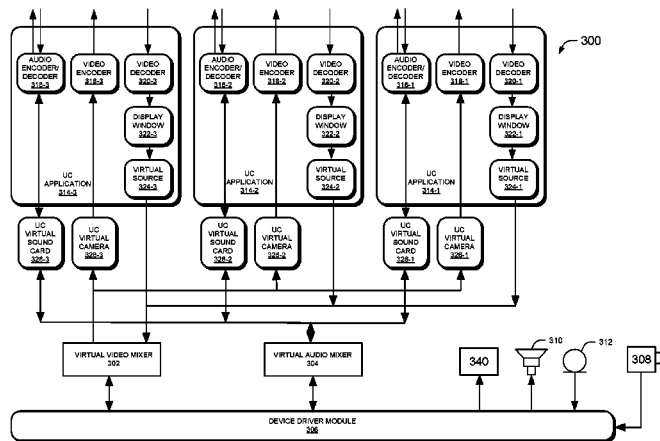 300
AUDIO
ENCODER/
DECODER
316-3
VIDEO
ENCODER
318-3
VIDEO
DECODER
320-3
DISPLAY
WINDOW
322-3
UC
APPLICATION
314-3
VIRTUAL
SOURCE
324-3
AUDIO
ENCODER/
DECODER
316-2
VIDEO
ENCODER
318-2
VIDEO
DECODER
320-2
DISPLAY
WINDOW
322-2
UC
APPLICATION
314-2
VIRTUAL
SOURCE
324-2
AUDIO
ENCODER/
DECODER
316-1
VIDEO
ENCODER
318-1
VIDEO
DECODER
320-1
DISPLAY
WINDOW
322-1
UC
APPLICATION
314-1
VIRTUAL
SOURCE
324-1
UC
VIRTUAL
SOUND
CARD
326-3
UC
VIRTUAL
CAMERA
328-3
UC
VIRTUAL
SOUND
CARD
326-2
UC
VIRTUAL
CAMERA
328-2
UC
VIRTUAL
SOUND
CARD
326-1
UC
VIRTUAL
CAMERA
328-1
VIRTUAL VIDEO MIXER
302
VIRTUAL AUDIO MIXER
304
340
310
312
308
DEVICE DRIVER MODULE
306